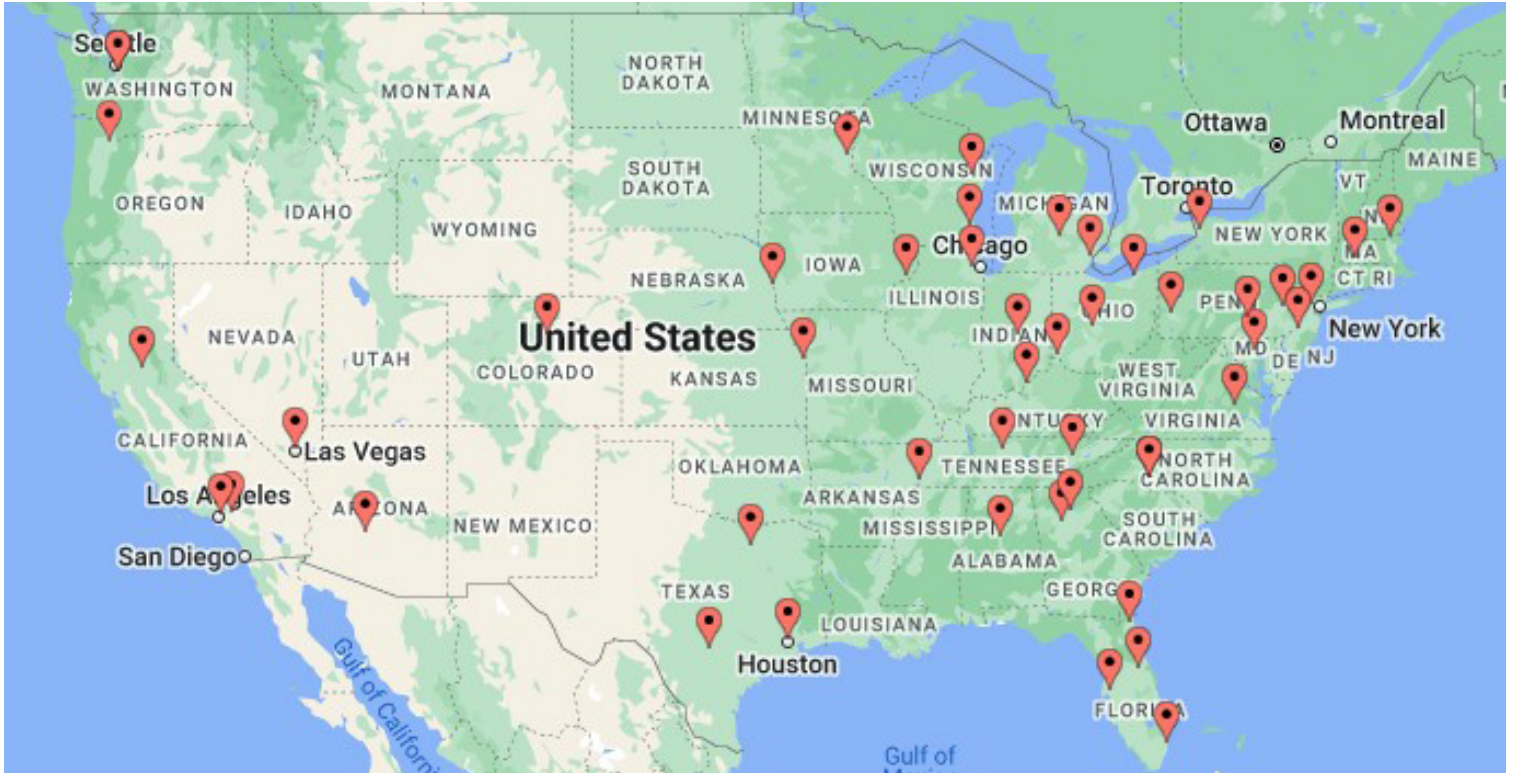 Seattle
WASHINGTON
MONTANA
NORTH
DAKOTA
MINNESOTA
Ottawa
Montreal
MAINE
VT
OREGON
IDAHO
SOUTH
DAKOTA
WISCONSIN
MICHIGAN
Toronto
NEW YORK
WYOMING
MA
CT RI
NEBRASKA
IOWA
Chicago
ILLINOIS
OHIO
PENN
New York
NEVADA
United States
INDIANA
UTAH
COLORADO
KANSAS
MISSOURI
MD
DE
NJ
WEST
VIRGINIA
VIRGINIA
KENTUCKY
CALIFORNIA
Las Vegas
OKLAHOMA
TENNESSEE
NORTH
CAROLINA
Los Angeles
ARIZONA
NEW MEXICO
ARKANSAS
MISSISSIPPI
SOUTH
CAROLINA
San Diego
ALABAMA
TEXAS
GEORGIA
LOUISIANA
Houston
Gulf of California
FLORIDA
Gulf of